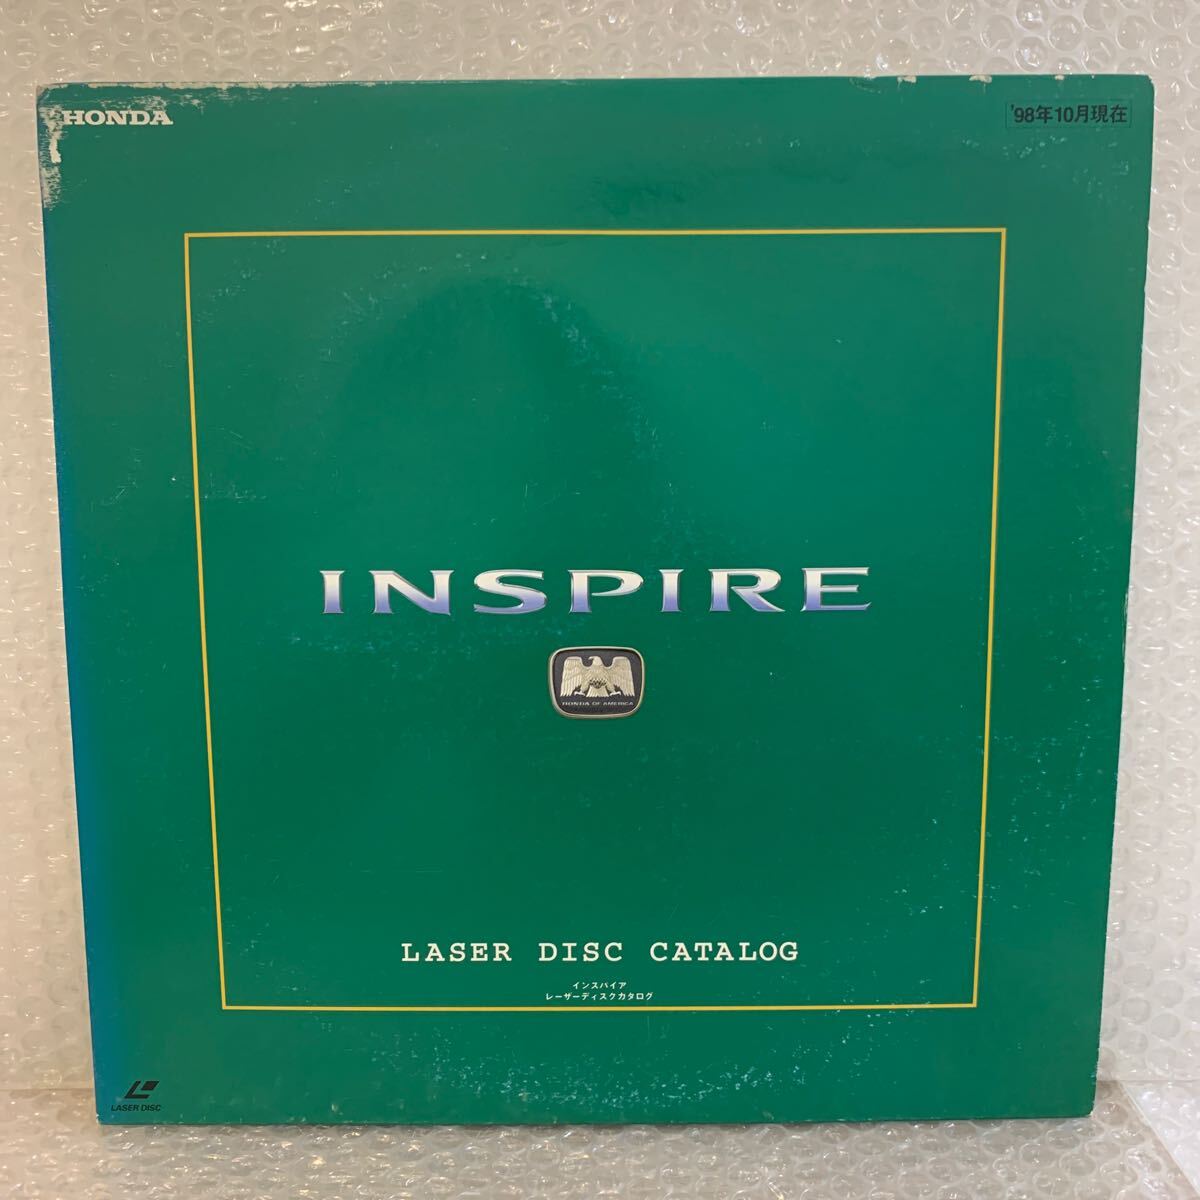 HONDA
'98年10月現在
INSPIRE
HONDA OF AMERICA
LASER DISC CATALOG
インスパイア
レーザーディスクカタログ
LASER DISC